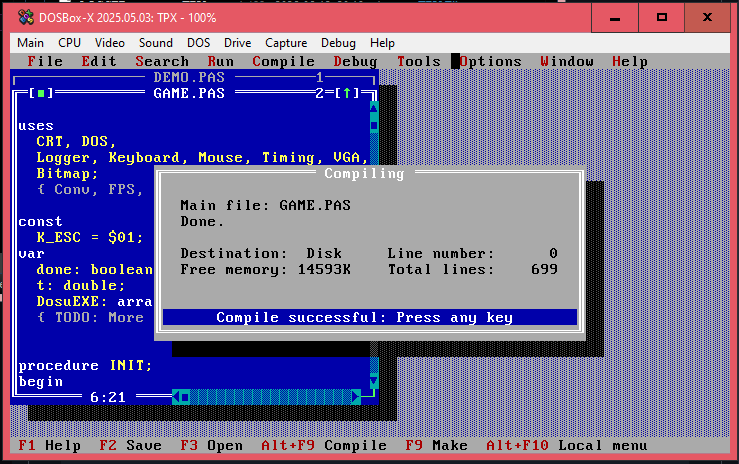 DOSBox-X 2025.05.03: TPX - 100%
Main CPU Video Sound DOS Drive Capture Debug Help
File Edit Search Run Compile Debug Tools Options Window Help
DEMO.PAS 1
[■] GAME.PAS 2=[↑]
uses
CRT, DOS,
Logger, Keyboard, Mouse, Timing, VGA,
Bitmap;
{ Conv, FPS,
const
K_ESC = $01;
var
done: boolean
t: double;
DosuEXE: arra
{ TODO: More
procedure INIT;
begin
6:21
Compiling
Main file: GAME.PAS
Done.
Destination: Disk Line number: 0
Free memory: 14593K Total lines: 699
Compile successful: Press any key
F1 Help F2 Save F3 Open Alt+F9 Compile F9 Make Alt+F10 Local menu